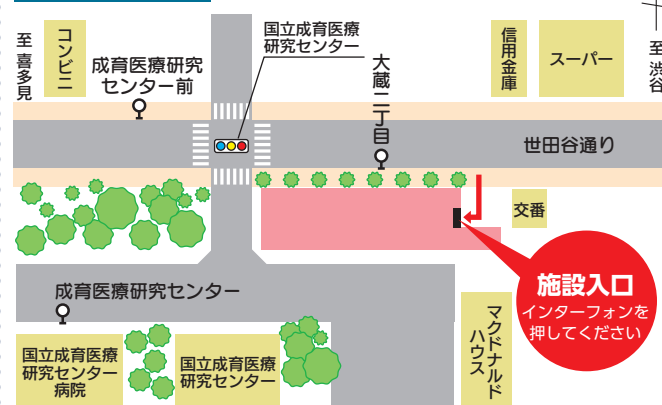 至 喜多見
コンビニ
成育医療研究
センター前
国立成育医療
研究センター
大蔵二丁目
信用金庫
スーパー
至 渋谷
世田谷通り
交番
施設入口
インターフォンを
押してください
成育医療研究センター
国立成育医療
研究センター
病院
国立成育医療
研究センター
マクドナルド
ハウス